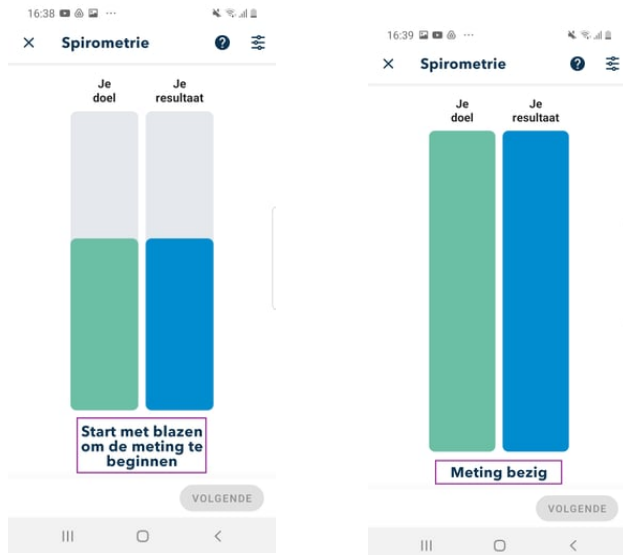 16:38
Spirometrie
Je doel
Je resultaat
Start met blazen
om de meting te
beginnen
VOLGENDE
16:39
Spirometrie
Je doel
Je resultaat
Meting bezig
VOLGENDE